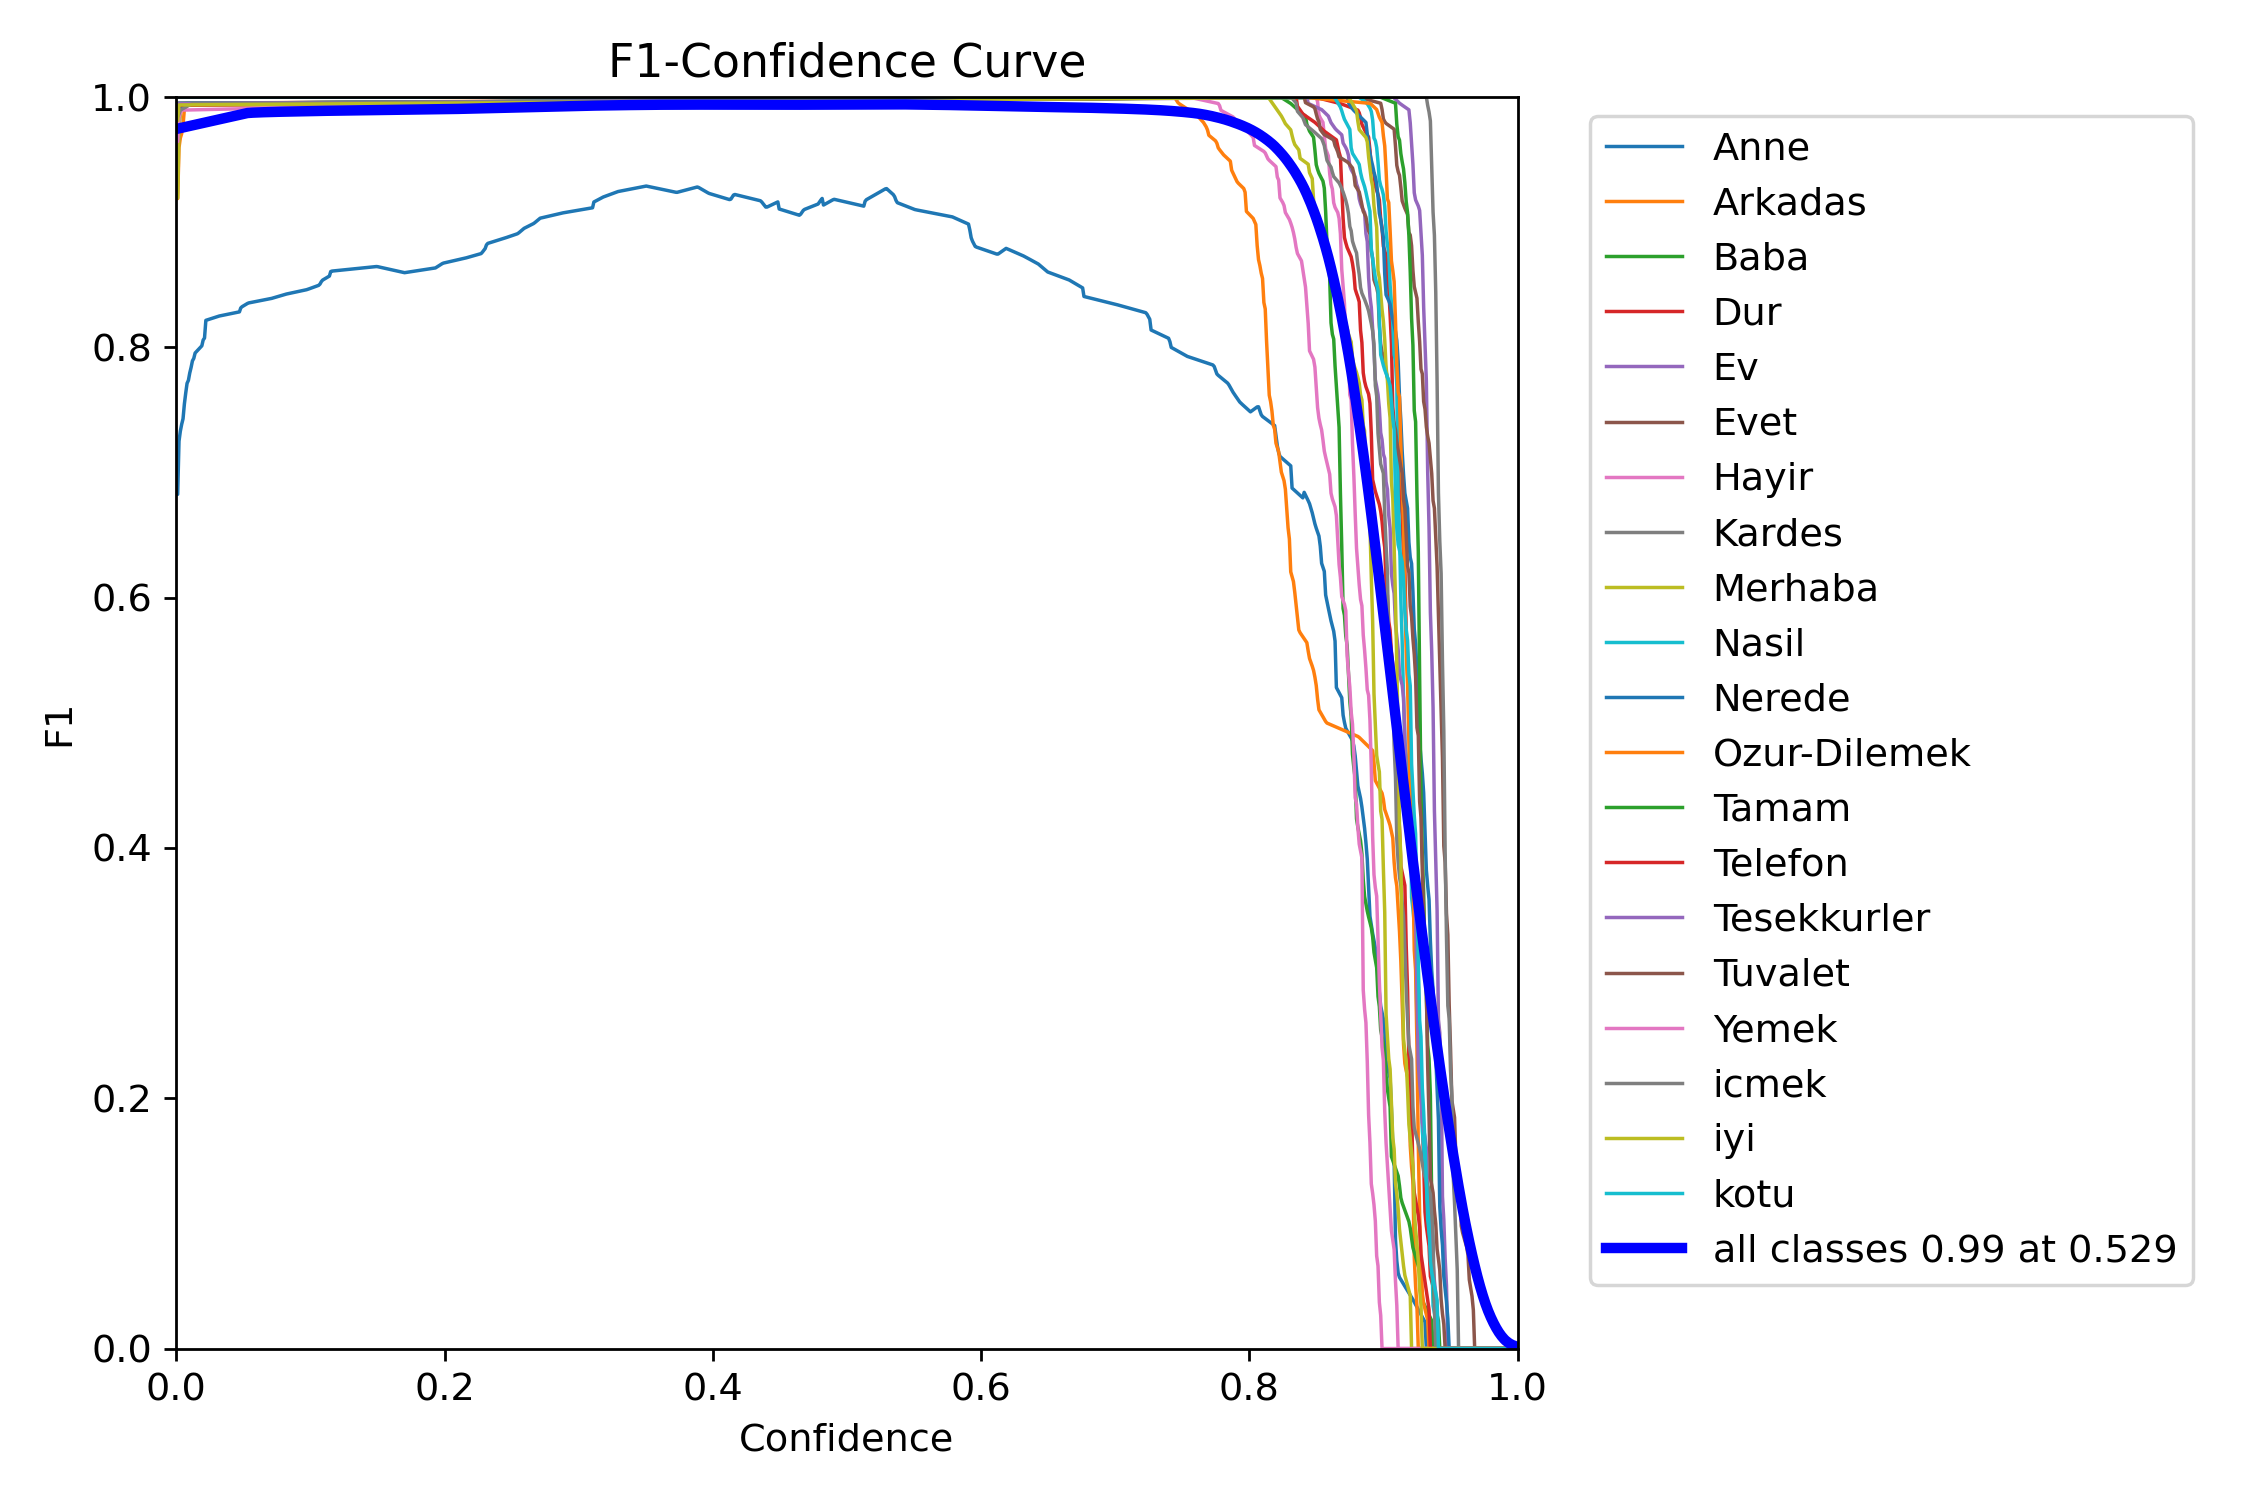 F1-Confidence Curve
1.0
0.8
0.6
0.4
0.2
0.0
F1
0.0 0.2 0.4 0.6 0.8 1.0
Confidence
Anne
Arkadas
Baba
Dur
Ev
Evet
Hayir
Kardes
Merhaba
Nasil
Nerede
Ozur-Dilemek
Tamam
Telefon
Tesekkurler
Tuvalet
Yemek
icmek
iyi
kotu
all classes 0.99 at 0.529